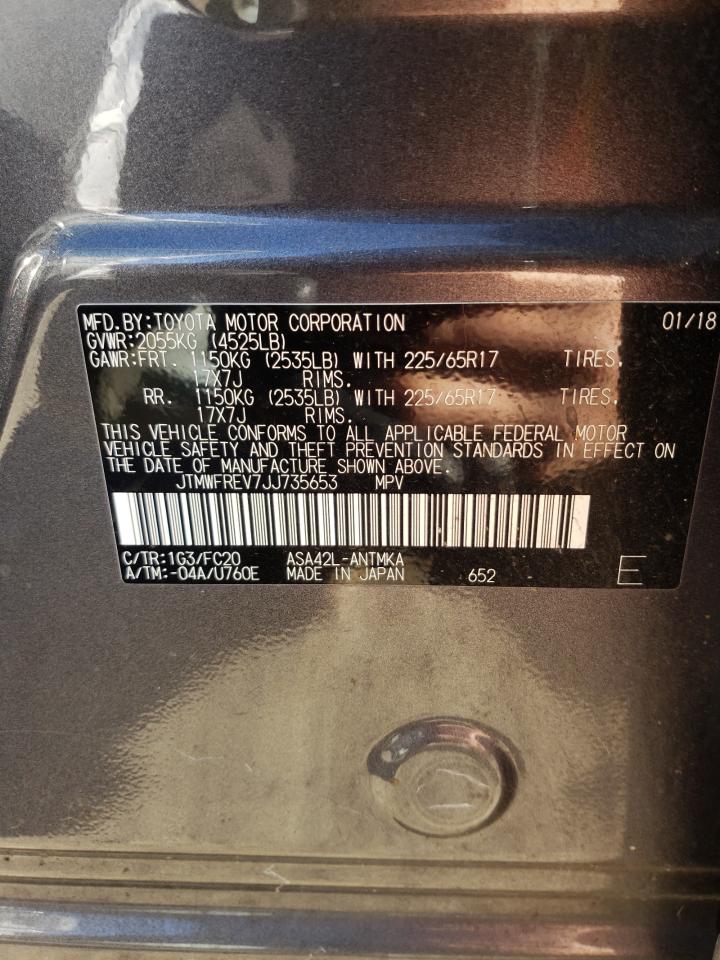 MFD.BY:TOYOTA MOTOR CORPORATION 01/18
GVWR:2055KG (4525LB)
GAWR:FRT. 1150KG (2535LB) WITH 225/65R17 TIRES,
17X7J RIMS.
RR. 1150KG (2535LB) WITH 225/65R17 TIRES,
17X7J RIMS.
THIS VEHICLE CONFORMS TO ALL APPLICABLE FEDERAL MOTOR
VEHICLE SAFETY AND THEFT PREVENTION STANDARDS IN EFFECT ON
THE DATE OF MANUFACTURE SHOWN ABOVE.
JTMWFREV7JJ735653 MPV
C/TR:1G3/FC20 ASA42L-ANTMKA
A/TM:-04A/U760E MADE IN JAPAN 652 E